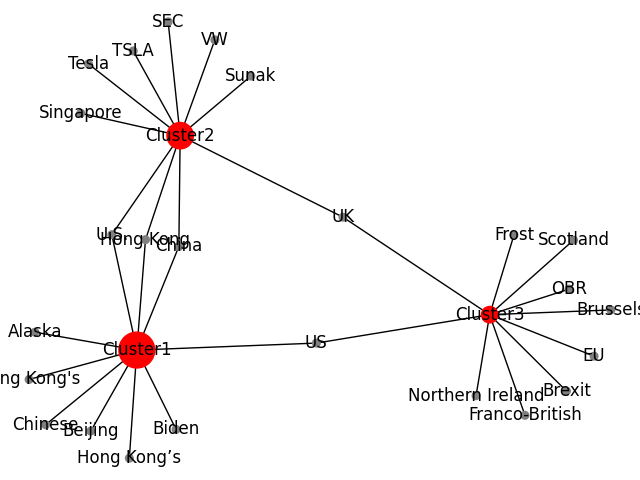 SEC
VW
TSLA
Tesla
Sunak
Singapore
Cluster2
UK
U.S.
Hong Kong
China
Frost
Scotland
OBR
Brussels
Cluster3
Alaska
US
Cluster1
EU
ng Kong's
Brexit
Northern Ireland
Franco-British
Chinese
Beijing
Biden
Hong Kong’s